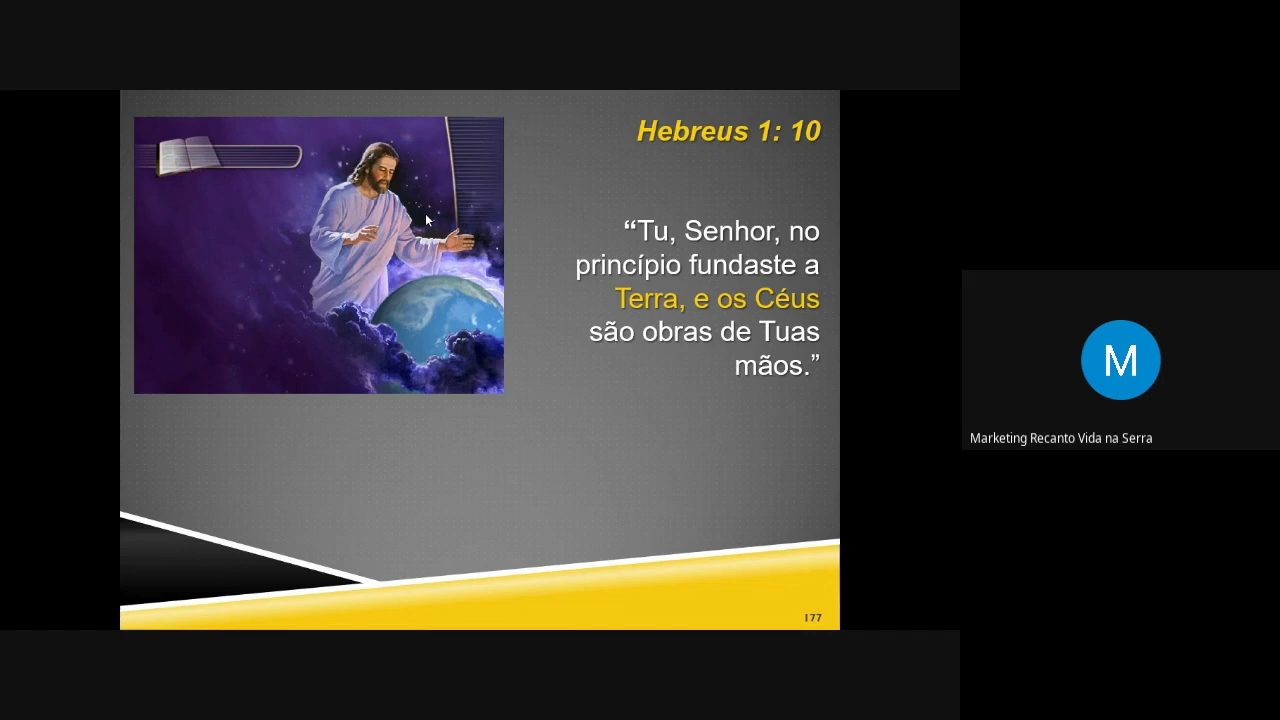 Hebreus 1: 10
“Tu, Senhor, no
princípio fundaste a
Terra, e os Céus
são obras de Tuas
mãos.”
177
M
Marketing Recanto Vida na Serra